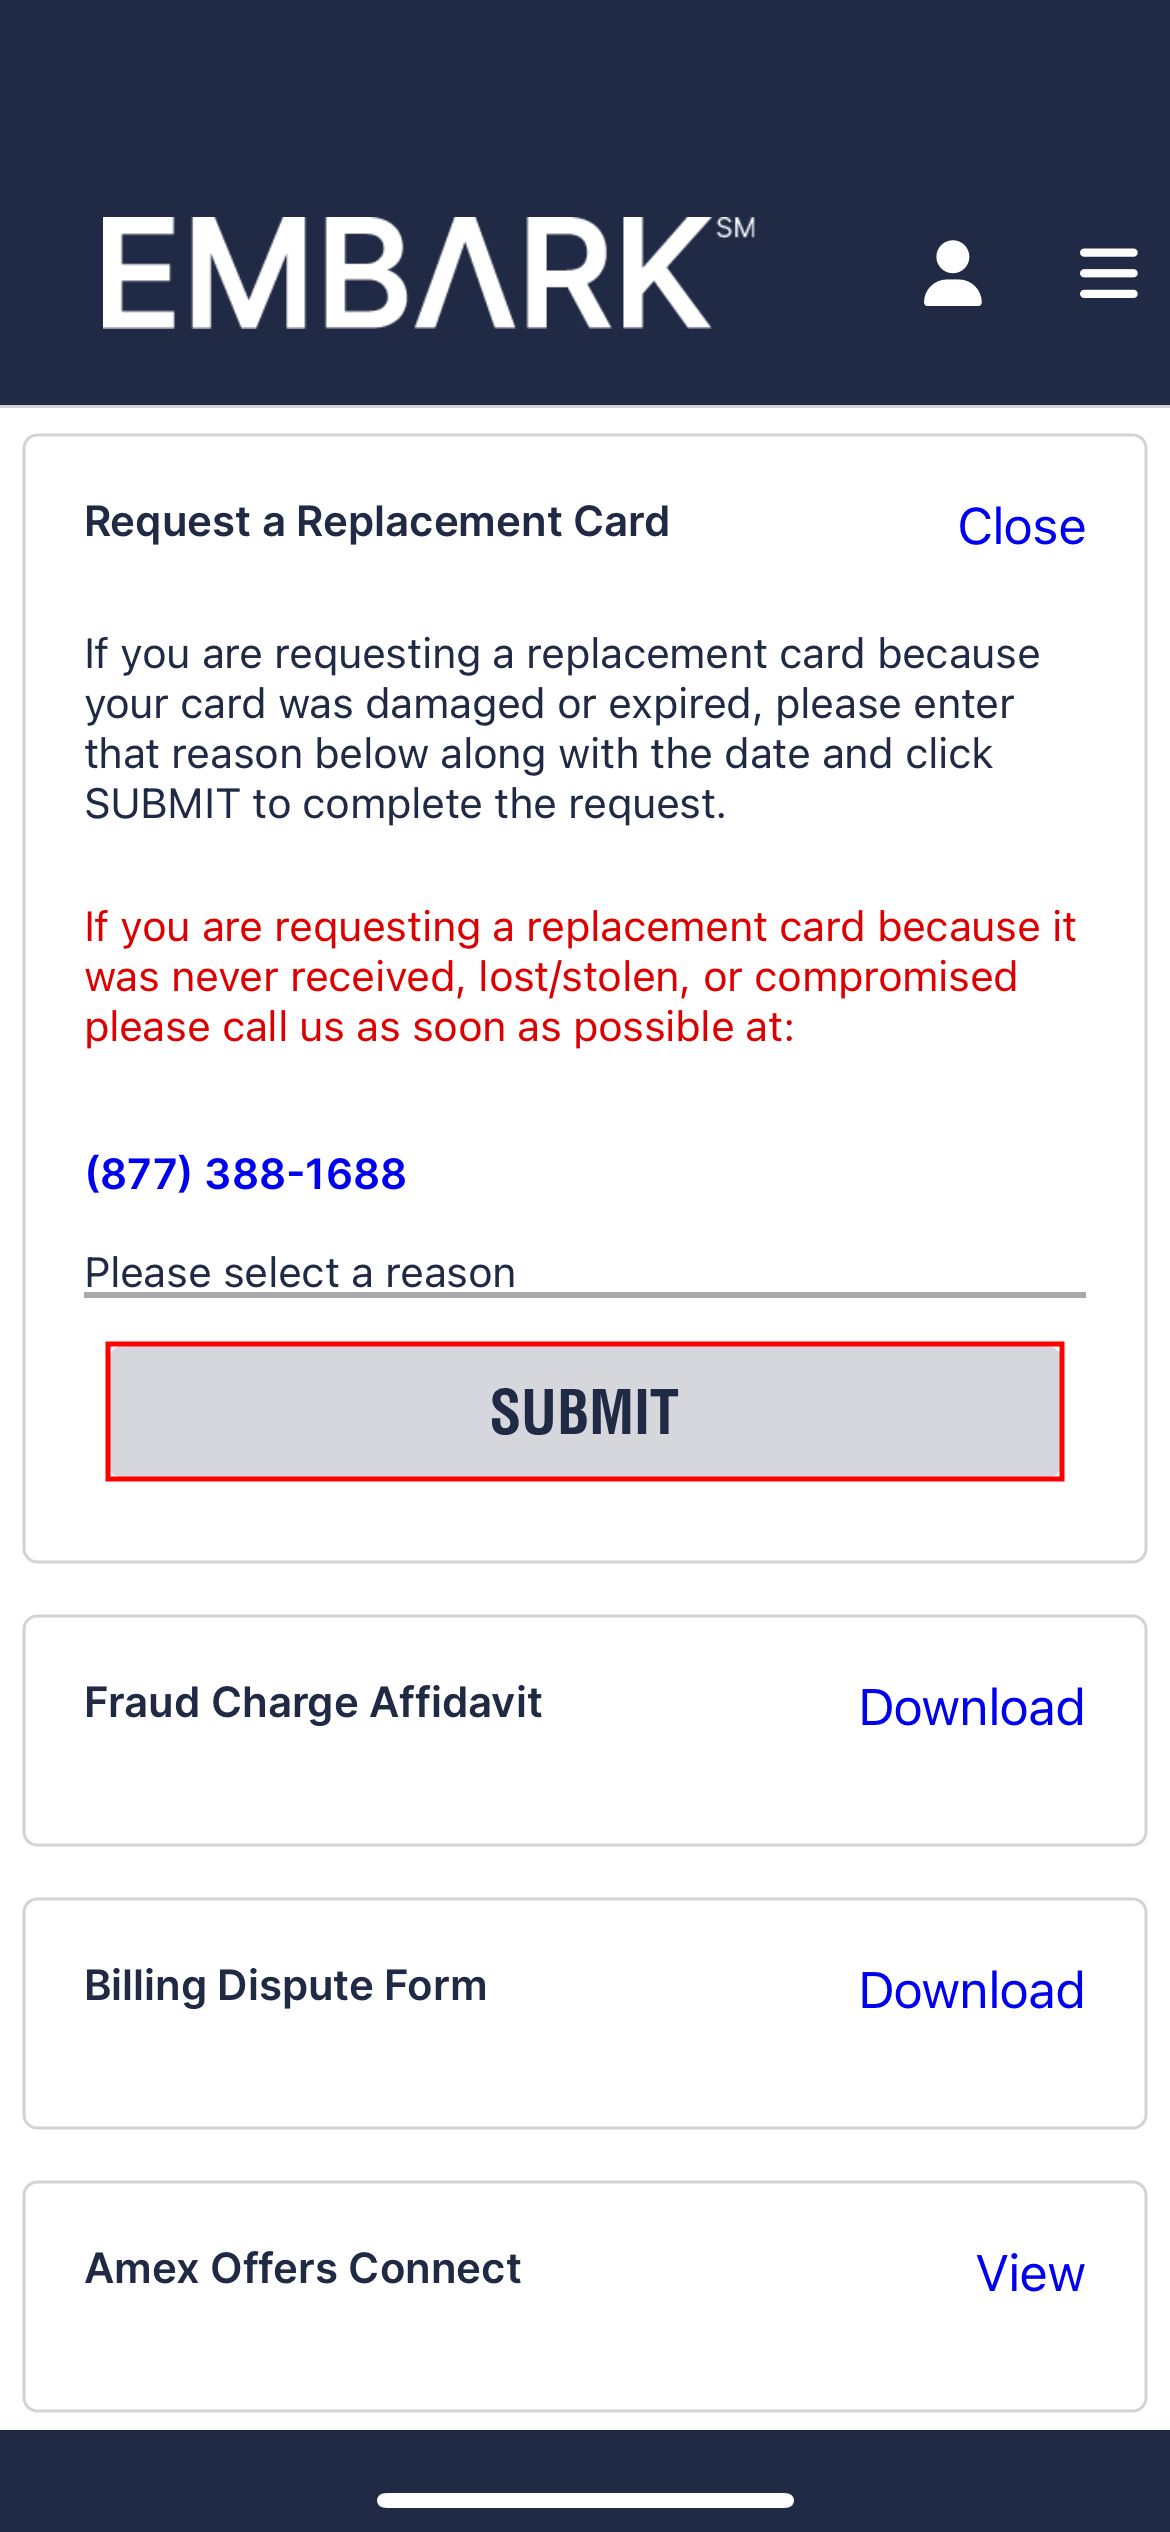 EMBARK SM
Request a Replacement Card
Close
If you are requesting a replacement card because
your card was damaged or expired, please enter
that reason below along with the date and click
SUBMIT to complete the request.
If you are requesting a replacement card because it
was never received, lost/stolen, or compromised
please call us as soon as possible at:
(877) 388-1688
Please select a reason
SUBMIT
Fraud Charge Affidavit
Download
Billing Dispute Form
Download
Amex Offers Connect
View